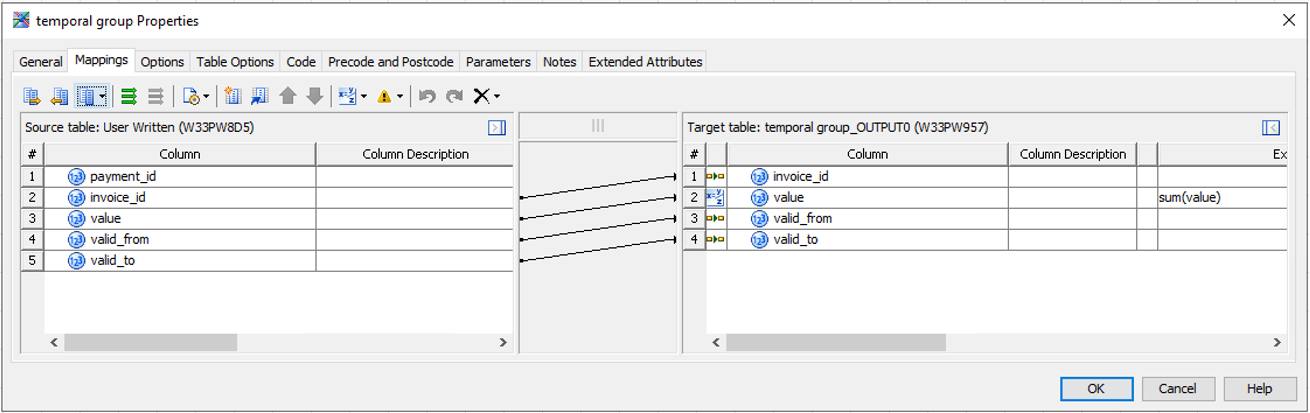 temporal group Properties
General Mappings Options Table Options Code Precode and Postcode Parameters Notes Extended Attributes
Source table: User Written (W33PW8D5)
# Column Column Description
1 payment_id
2 invoice_id
3 value
4 valid_from
5 valid_to
Target table: temporal group_OUTPUT0 (W33PW957)
# Column Column Description Ex
1 invoice_id
2 value sum(value)
3 valid_from
4 valid_to
OK Cancel Help